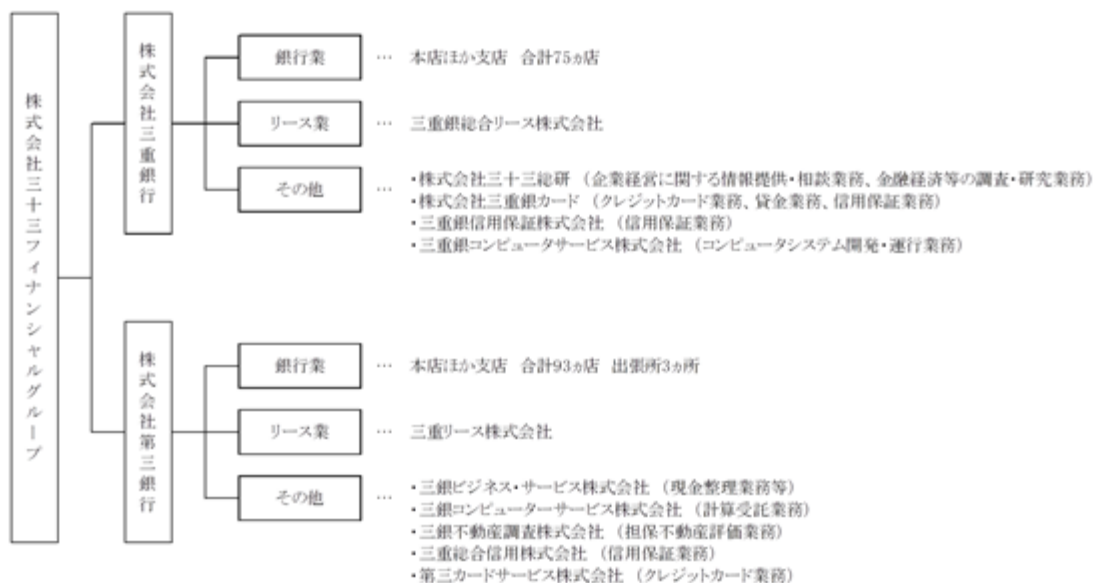 株式会社三十三フィナンシャルグループ
株式会社三重銀行
銀行業 … 本店ほか支店 合計75ヵ店
リース業 … 三重銀総合リース株式会社
その他 … ・株式会社三十三総研 （企業経営に関する情報提供・相談業務、金融経済等の調査・研究業務）
・株式会社三重銀カード （クレジットカード業務、貸金業務、信用保証業務）
・三重銀信用保証株式会社 （信用保証業務）
・三重銀コンピュータサービス株式会社 （コンピュータシステム開発・運行業務）
株式会社第三銀行
銀行業 … 本店ほか支店 合計93ヵ店 出張所3ヵ所
リース業 … 三重リース株式会社
その他 … ・三銀ビジネス・サービス株式会社 （現金整理業務等）
・三銀コンピューターサービス株式会社 （計算受託業務）
・三銀不動産調査株式会社 （担保不動産評価業務）
・三重総合信用株式会社 （信用保証業務）
・第三カードサービス株式会社 （クレジットカード業務）